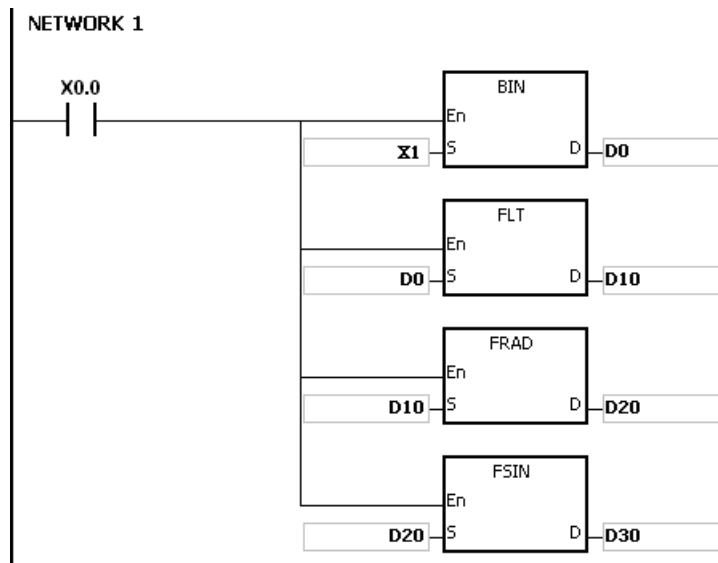 NETWORK 1
X0.0
BIN
En
X1 S D D0
FLT
En
D0 S D D10
FRAD
En
D10 S D D20
FSIN
En
D20 S D D30